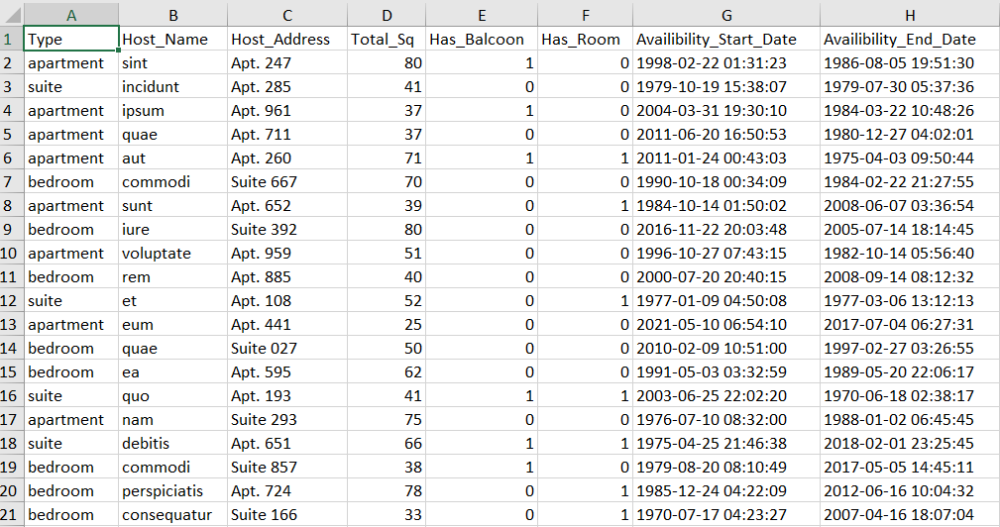 A B C D E F G H
1 Type Host_Name Host_Address Total_Sq Has_Balcoon Has_Room Availibility_Start_Date Availibility_End_Date
2 apartment sint Apt. 247 80 1 0 1998-02-22 01:31:23 1986-08-05 19:51:30
3 suite incidunt Apt. 285 41 0 0 1979-10-19 15:38:07 1979-07-30 05:37:36
4 apartment ipsum Apt. 961 37 1 0 2004-03-31 19:30:10 1984-03-22 10:48:26
5 apartment quae Apt. 711 37 0 0 2011-06-20 16:50:53 1980-12-27 04:02:01
6 apartment aut Apt. 260 71 1 1 2011-01-24 00:43:03 1975-04-03 09:50:44
7 bedroom commodi Suite 667 70 0 0 1990-10-18 00:34:09 1984-02-22 21:27:55
8 apartment sunt Apt. 652 39 0 1 1984-10-14 01:50:02 2008-06-07 03:36:54
9 bedroom iure Suite 392 80 0 0 2016-11-22 20:03:48 2005-07-14 18:14:45
10 apartment voluptate Apt. 959 51 0 0 1996-10-27 07:43:15 1982-10-14 05:56:40
11 bedroom rem Apt. 885 40 0 0 2000-07-20 20:40:15 2008-09-14 08:12:32
12 suite et Apt. 108 52 0 1 1977-01-09 04:50:08 1977-03-06 13:12:13
13 apartment eum Apt. 441 25 0 0 2021-05-10 06:54:10 2017-07-04 06:27:31
14 bedroom quae Suite 027 50 0 0 2010-02-09 10:51:00 1997-02-27 03:26:55
15 bedroom ea Apt. 595 62 0 0 1991-05-03 03:32:59 1989-05-20 22:06:17
16 suite quo Apt. 193 41 1 1 2003-06-25 22:02:20 1970-06-18 02:38:17
17 apartment nam Suite 293 75 0 0 1976-07-10 08:32:00 1988-01-02 06:45:45
18 suite debitis Apt. 651 66 1 1 1975-04-25 21:46:38 2018-02-01 23:25:45
19 bedroom commodi Suite 857 38 1 0 1979-08-20 08:10:49 2017-05-05 14:45:11
20 bedroom perspiciatis Apt. 724 78 0 1 1985-12-24 04:22:09 2012-06-16 10:04:32
21 bedroom consequatur Suite 166 33 0 1 1970-07-17 04:23:27 2007-04-16 18:07:04